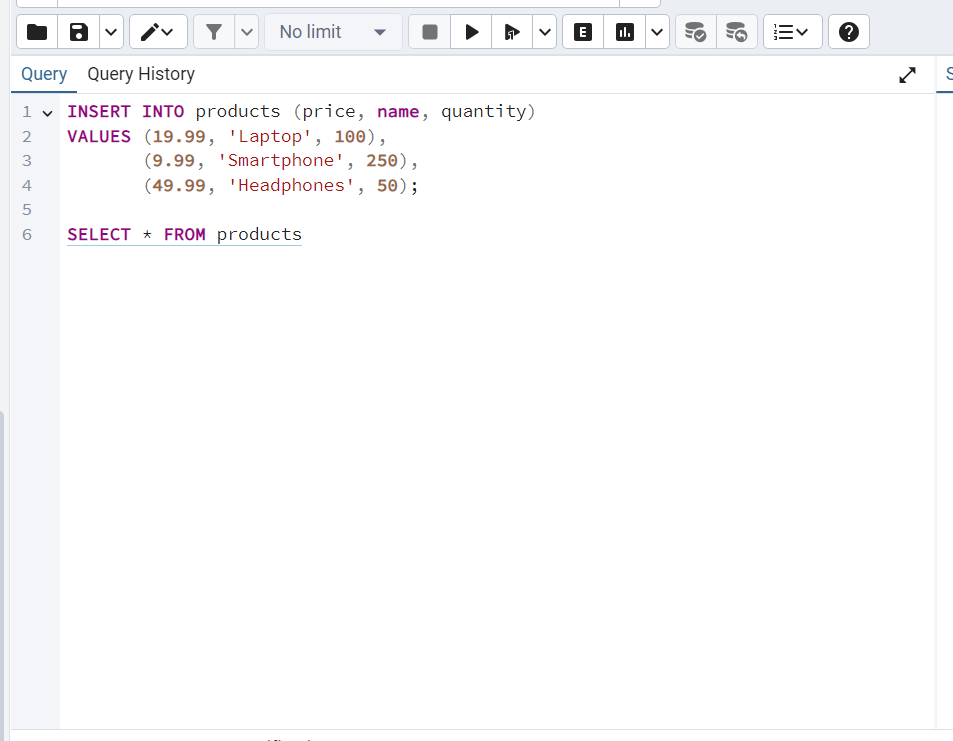 No limit
E
Query Query History S
1 INSERT INTO products (price, name, quantity)
2 VALUES (19.99, 'Laptop', 100),
3 (9.99, 'Smartphone', 250),
4 (49.99, 'Headphones', 50);
5
6 SELECT * FROM products